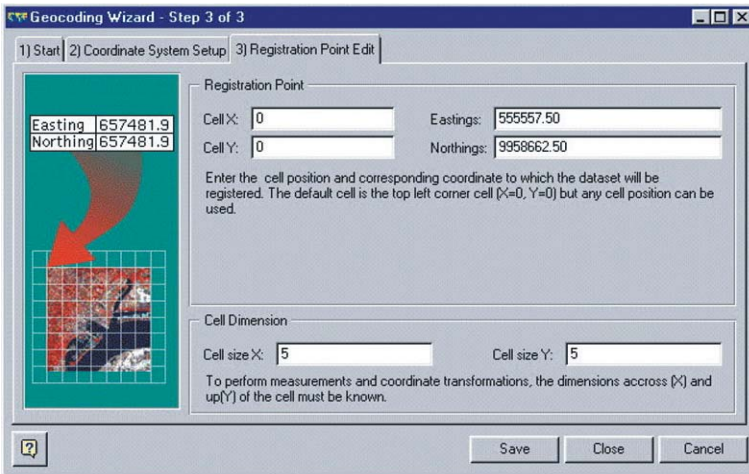 Geocoding Wizard - Step 3 of 3
1) Start 2) Coordinate System Setup 3) Registration Point Edit
Easting 657481.9
Northing 657481.9
Registration Point
Cell X: 0 Eastings: 555557.50
Cell Y: 0 Northings: 9958662.50
Enter the cell position and corresponding coordinate to which the dataset will be
registered. The default cell is the top left corner cell (X=0, Y=0) but any cell position can be
used.
Cell Dimension
Cell size X: 5 Cell size Y: 5
To perform measurements and coordinate transformations, the dimensions accross (X) and
up(Y) of the cell must be known.
Save Close Cancel